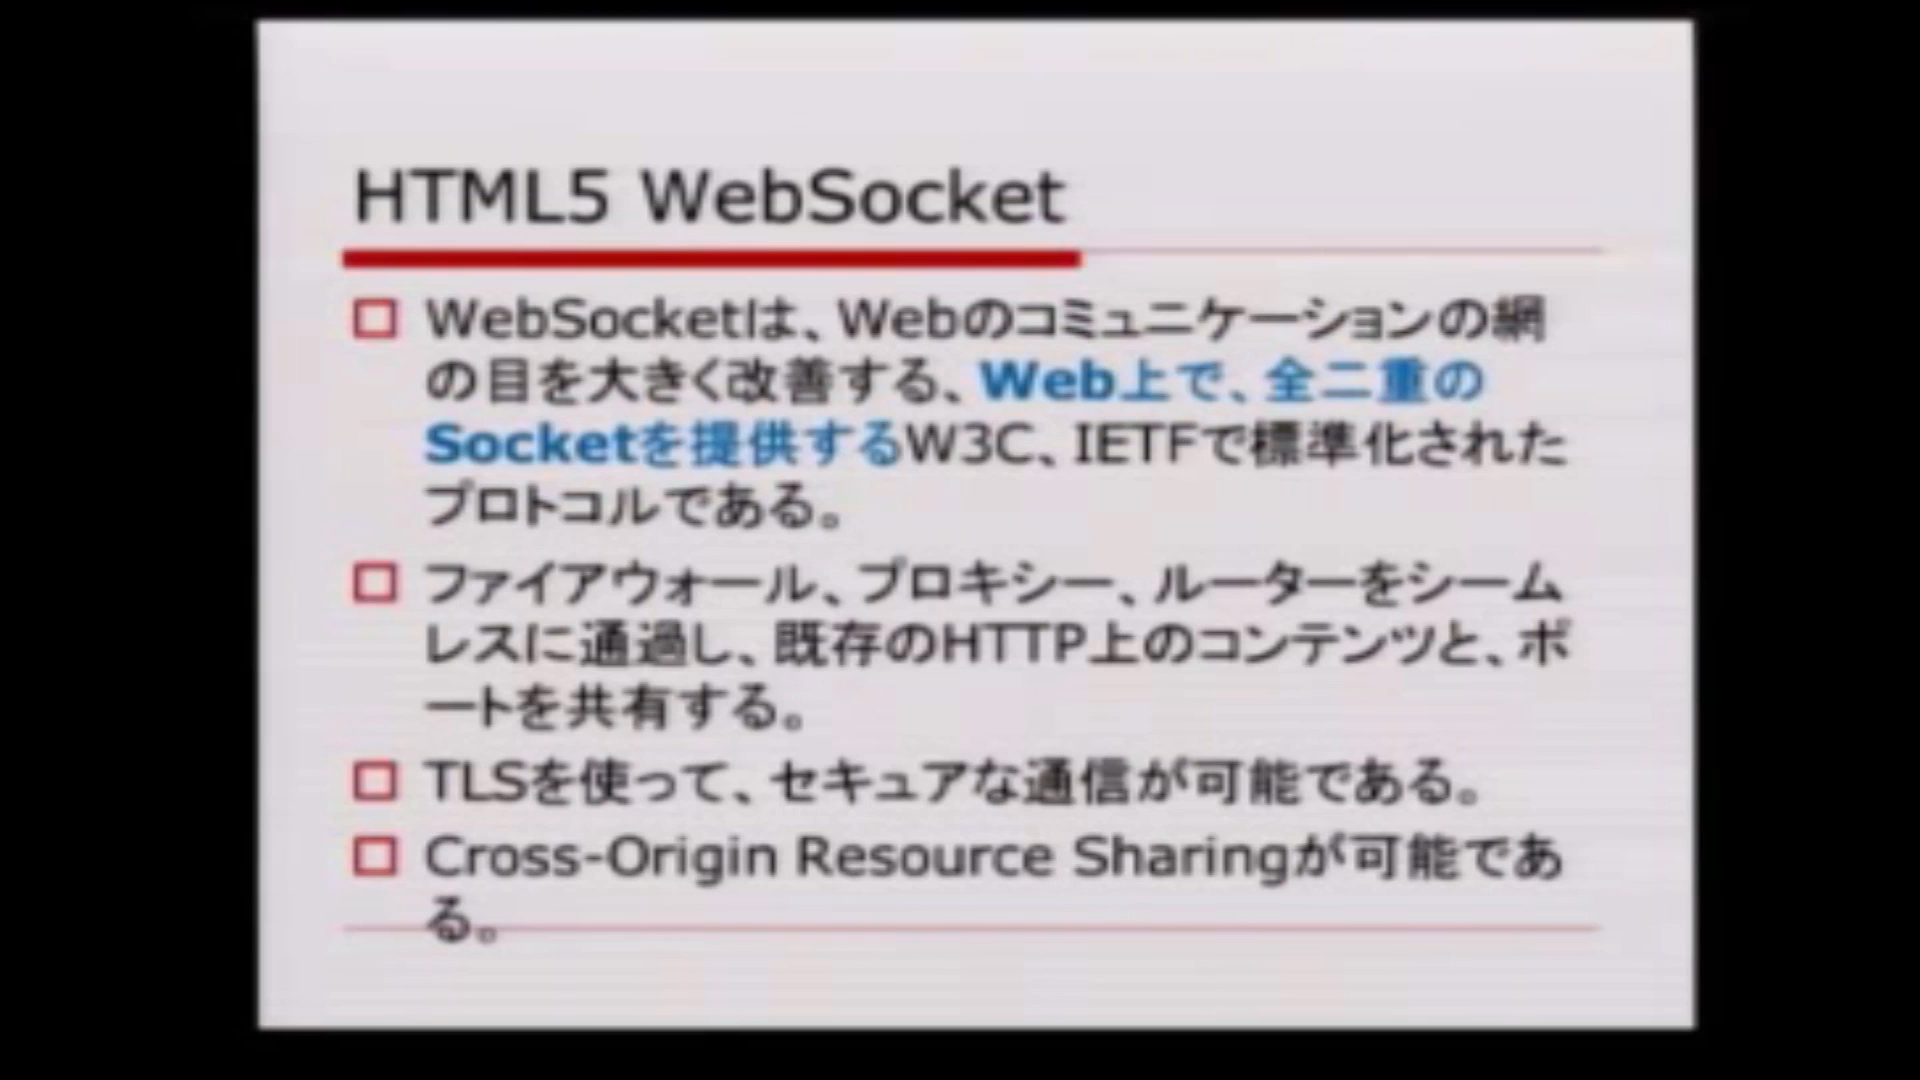 HTML5 WebSocket
WebSocketは、Webのコミュニケーションの網
の目を大きく改善する、Web上で、全二重の
Socketを提供するW3C、IETFで標準化された
プロトコルである。
ファイアウォール、プロキシー、ルーターをシーム
レスに通過し、既存のHTTP上のコンテンツと、ポ
ートを共有する。
TLSを使って、セキュアな通信が可能である。
Cross-Origin Resource Sharingが可能であ
る。